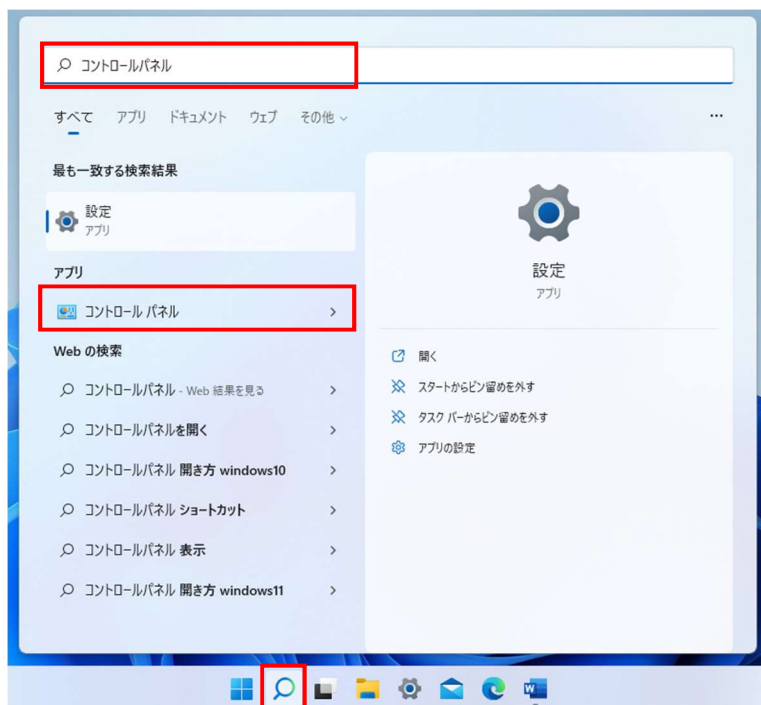 コントロールパネル
すべて アプリ ドキュメント ウェブ その他
最も一致する検索結果
設定
アプリ
アプリ
コントロール パネル
Web の検索
コントロールパネル - Web 結果を見る
コントロールパネルを開く
コントロールパネル 開き方 windows10
コントロールパネル ショートカット
コントロールパネル 表示
コントロールパネル 開き方 windows11
設定
アプリ
開く
スタートからピン留めを外す
タスク バーからピン留めを外す
アプリの設定
W